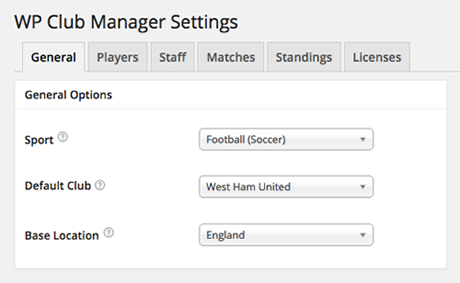 WP Club Manager Settings
General Players Staff Matches Standings Licenses
General Options
Sport ? Football (Soccer)
Default Club ? West Ham United
Base Location ? England